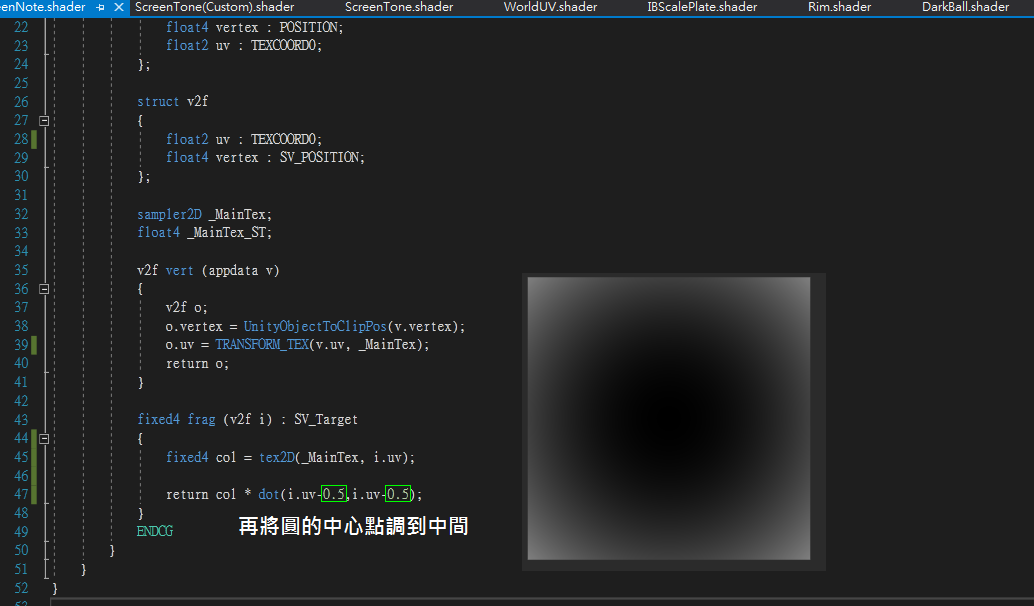 enNote.shader ScreenTone(Custom).shader ScreenTone.shader WorldUV.shader IBScalePlate.shader Rim.shader DarkBall.shader
22 float4 vertex : POSITION;
23 float2 uv : TEXCOORD0;
24 };
25
26 struct v2f
27 {
28 float2 uv : TEXCOORD0;
29 float4 vertex : SV_POSITION;
30 };
31
32 sampler2D _MainTex;
33 float4 _MainTex_ST;
34
35 v2f vert (appdata v)
36 {
37 v2f o;
38 o.vertex = UnityObjectToClipPos(v.vertex);
39 o.uv = TRANSFORM_TEX(v.uv, _MainTex);
40 return o;
41 }
42
43 fixed4 frag (v2f i) : SV_Target
44 {
45 fixed4 col = tex2D(_MainTex, i.uv);
46
47 return col * dot(i.uv-0.5,i.uv-0.5);
48 }
49 ENDCG
再將圓的中心點調到中間
50 }
51 }
52 }
53